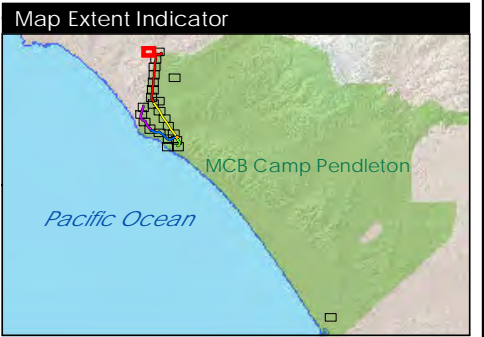 Map Extent Indicator
MCB Camp Pendleton
Pacific Ocean